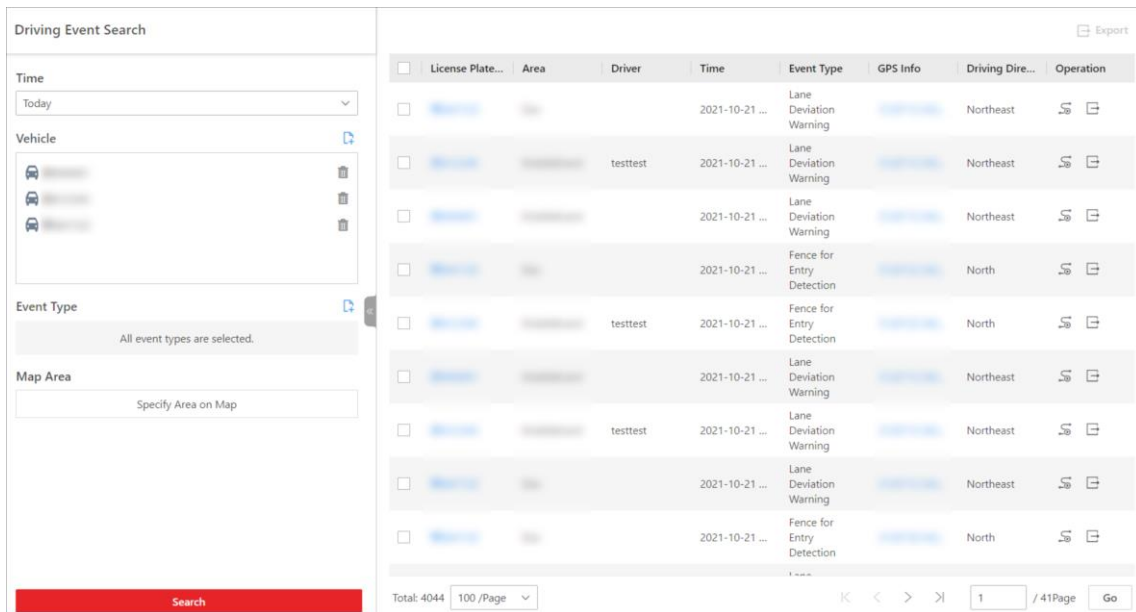 Driving Event Search
Time
Today
Vehicle
Event Type
All event types are selected.
Map Area
Specify Area on Map
Search
Export
License Plate... Area Driver Time Event Type GPS Info Driving Dire... Operation
2021-10-21 ... Lane Deviation Warning Northeast
testtest 2021-10-21 ... Lane Deviation Warning Northeast
2021-10-21 ... Lane Deviation Warning Northeast
2021-10-21 ... Fence for Entry Detection North
testtest 2021-10-21 ... Fence for Entry Detection North
2021-10-21 ... Lane Deviation Warning Northeast
testtest 2021-10-21 ... Lane Deviation Warning Northeast
2021-10-21 ... Lane Deviation Warning Northeast
2021-10-21 ... Fence for Entry Detection North
Total: 4044 100 /Page 1 / 41Page Go